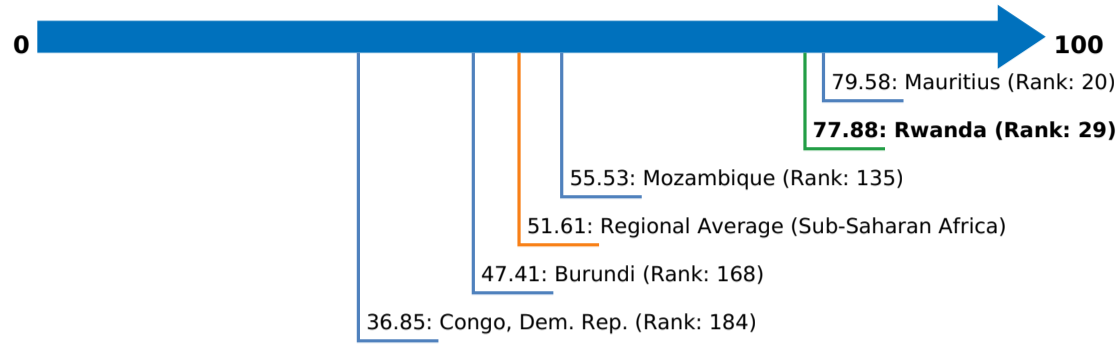 0
100
79.58: Mauritius (Rank: 20)
77.88: Rwanda (Rank: 29)
55.53: Mozambique (Rank: 135)
51.61: Regional Average (Sub-Saharan Africa)
47.41: Burundi (Rank: 168)
36.85: Congo, Dem. Rep. (Rank: 184)